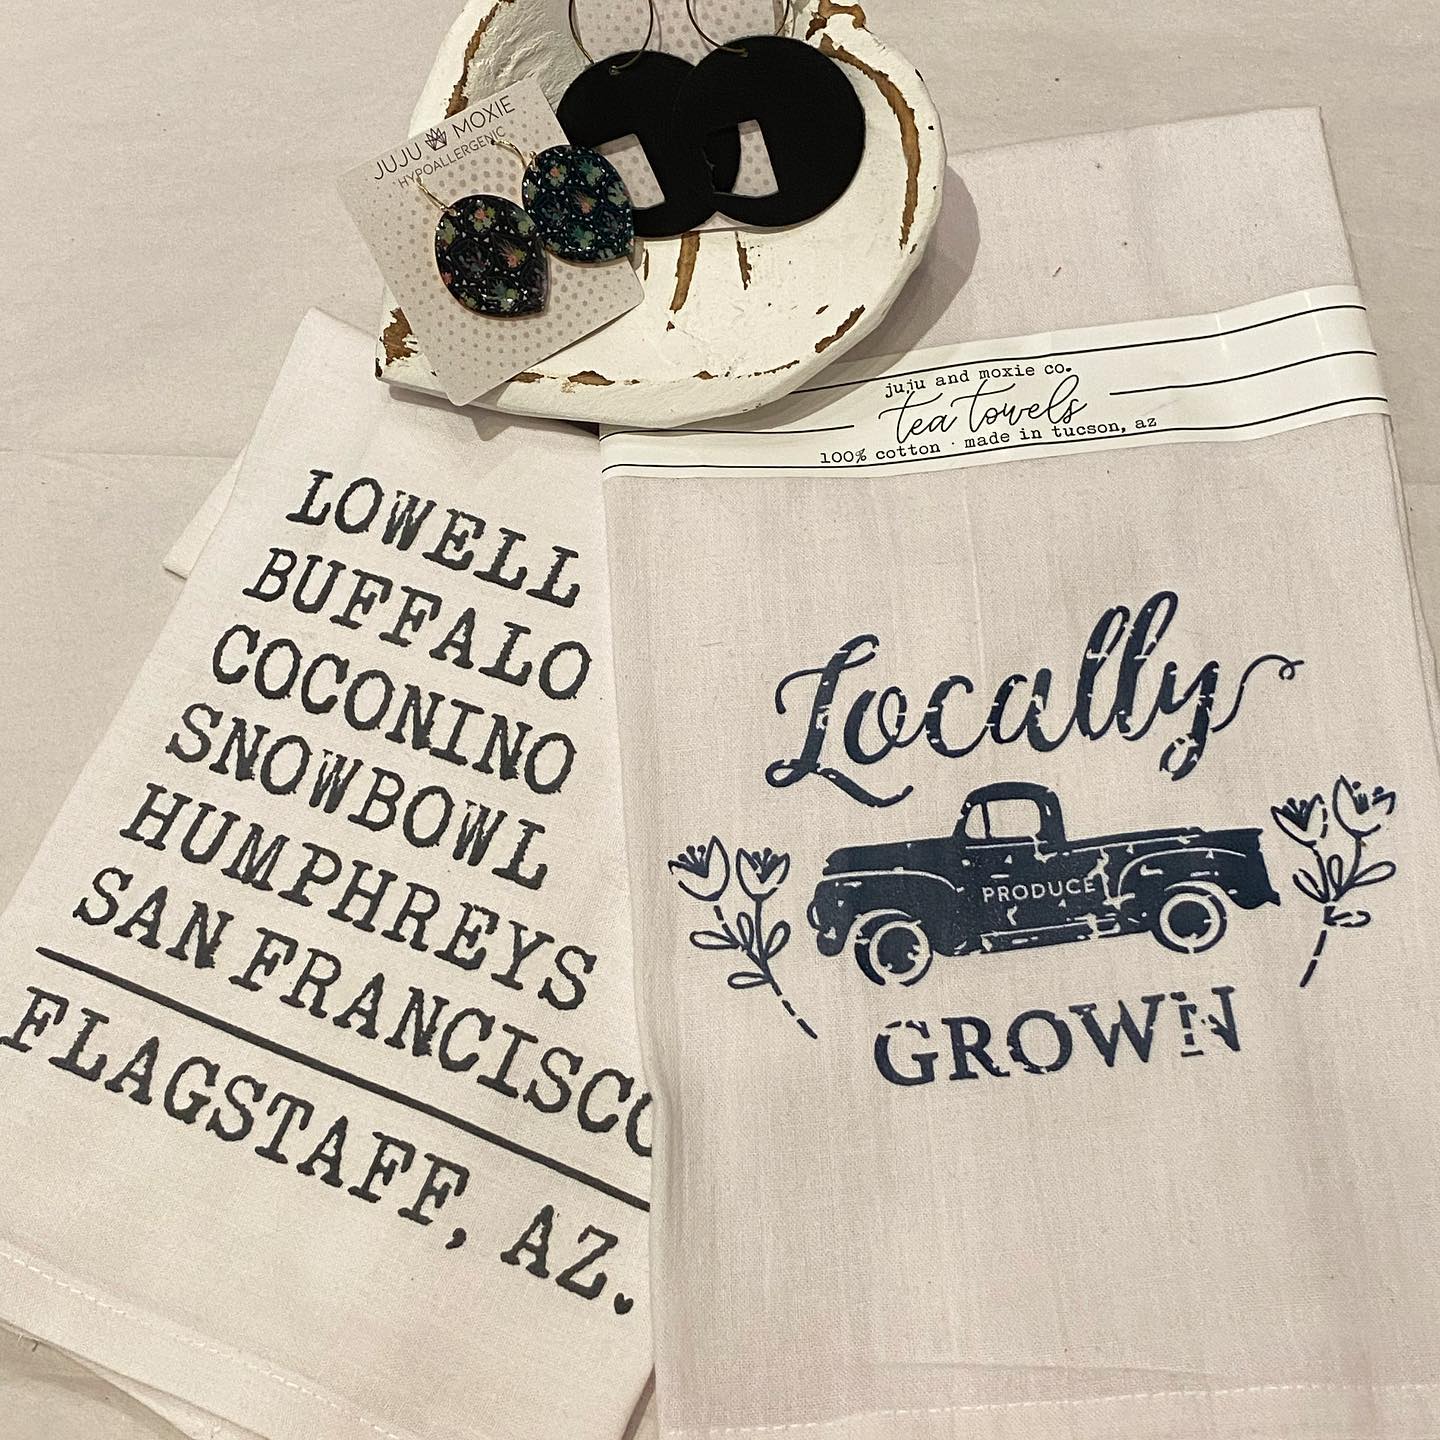 JUJU MOXIE
HYPOALLERGENIC
juju and moxie co.
tea towels
100% cotton · made in tucson, az
LOWELL
BUFFALO
COCONINO
SNOWBOWL
HUMPHREYS
SAN FRANCISCO
FLAGSTAFF, AZ.
Locally
PRODUCE
GROWN